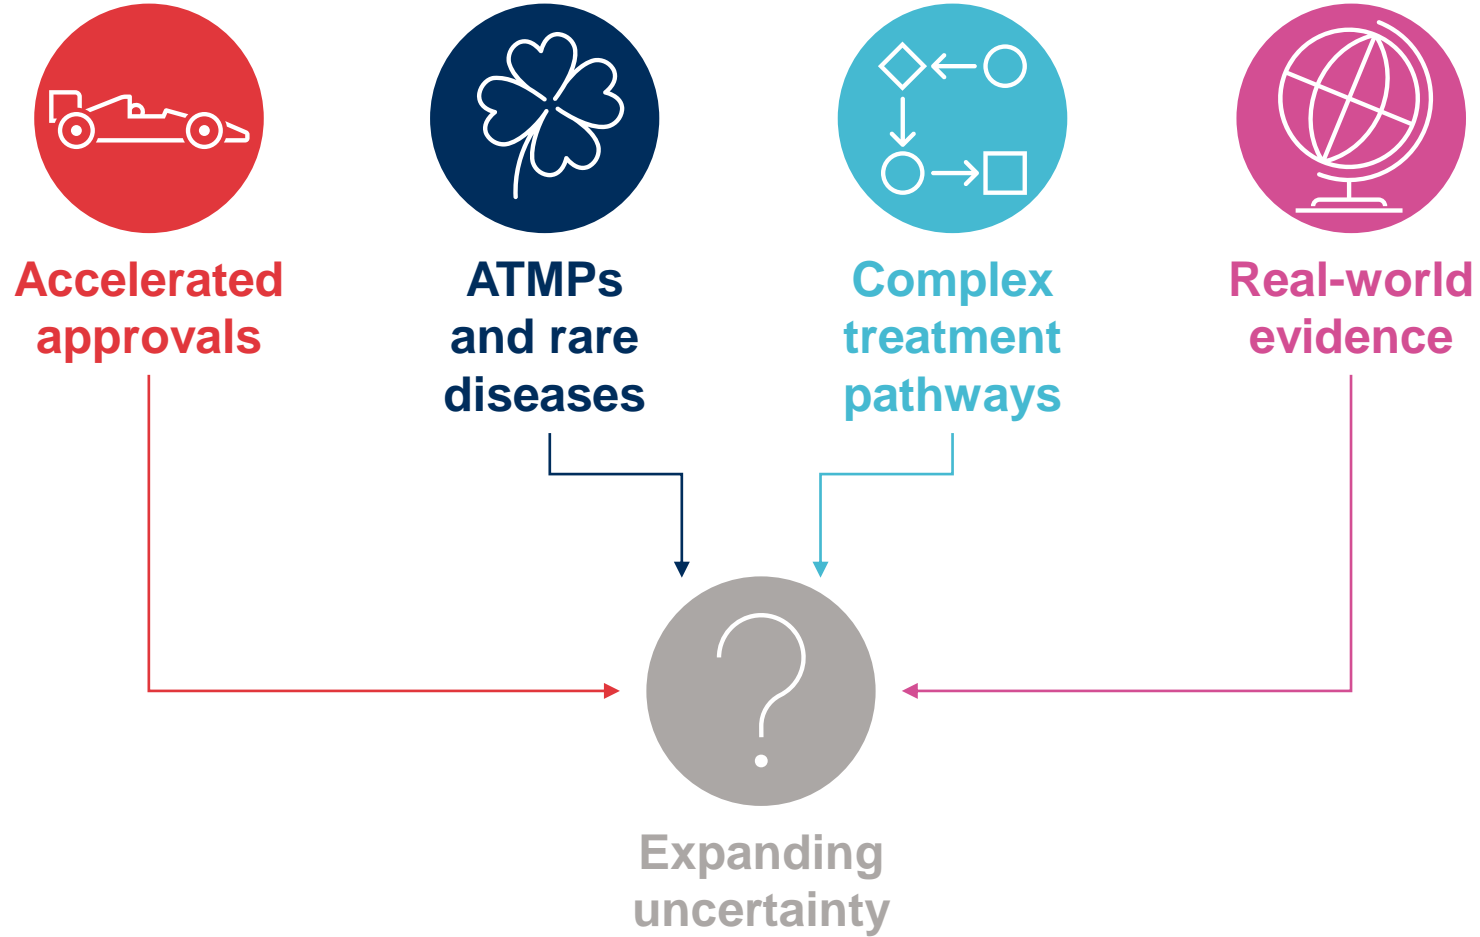 Accelerated
approvals
ATMPs
and rare
diseases
Complex
treatment
pathways
Real-world
evidence
?
Expanding
uncertainty